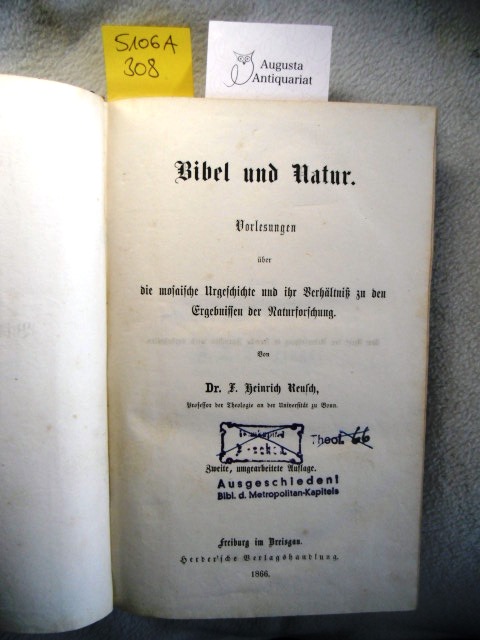 S106A
308
Augusta
Antiquariat
Bibel und Natur.
Vorlesungen
über
die mosaische Urgeschichte und ihr Verhältniß zu den
Ergebnissen der Naturforschung.
Von
Dr. F. Heinrich Reusch,
Professor der Theologie an der Universität zu Bonn.
Theol. 66
Zweite, umgearbeitete Auflage.
Ausgeschieden!
Bibl. d. Metropolitan-Kapitels
Freiburg im Breisgau.
Herder'sche Verlagshandlung.
1866.